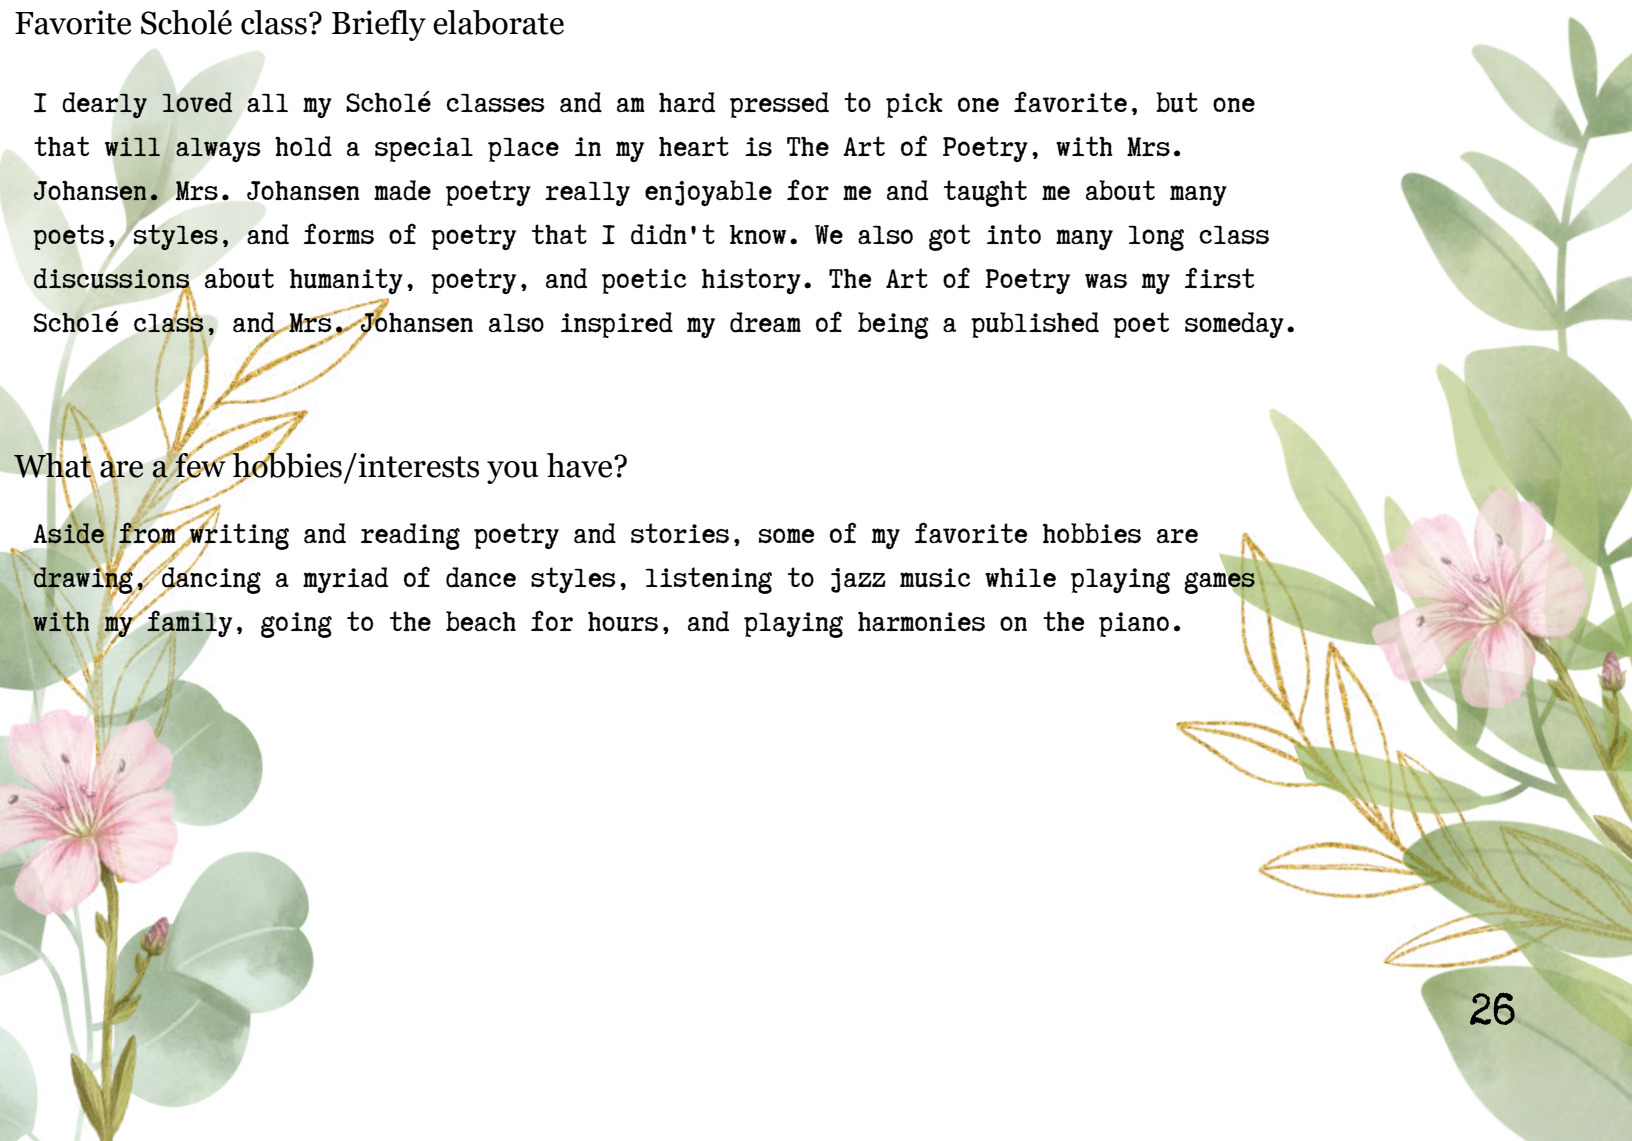 Favorite Scholé class? Briefly elaborate
I dearly loved all my Scholé classes and am hard pressed to pick one favorite, but one
that will always hold a special place in my heart is The Art of Poetry, with Mrs.
Johansen. Mrs. Johansen made poetry really enjoyable for me and taught me about many
poets, styles, and forms of poetry that I didn't know. We also got into many long class
discussions about humanity, poetry, and poetic history. The Art of Poetry was my first
Scholé class, and Mrs. Johansen also inspired my dream of being a published poet someday.
What are a few hobbies/interests you have?
Aside from writing and reading poetry and stories, some of my favorite hobbies are
drawing, dancing a myriad of dance styles, listening to jazz music while playing games
with my family, going to the beach for hours, and playing harmonies on the piano.
26